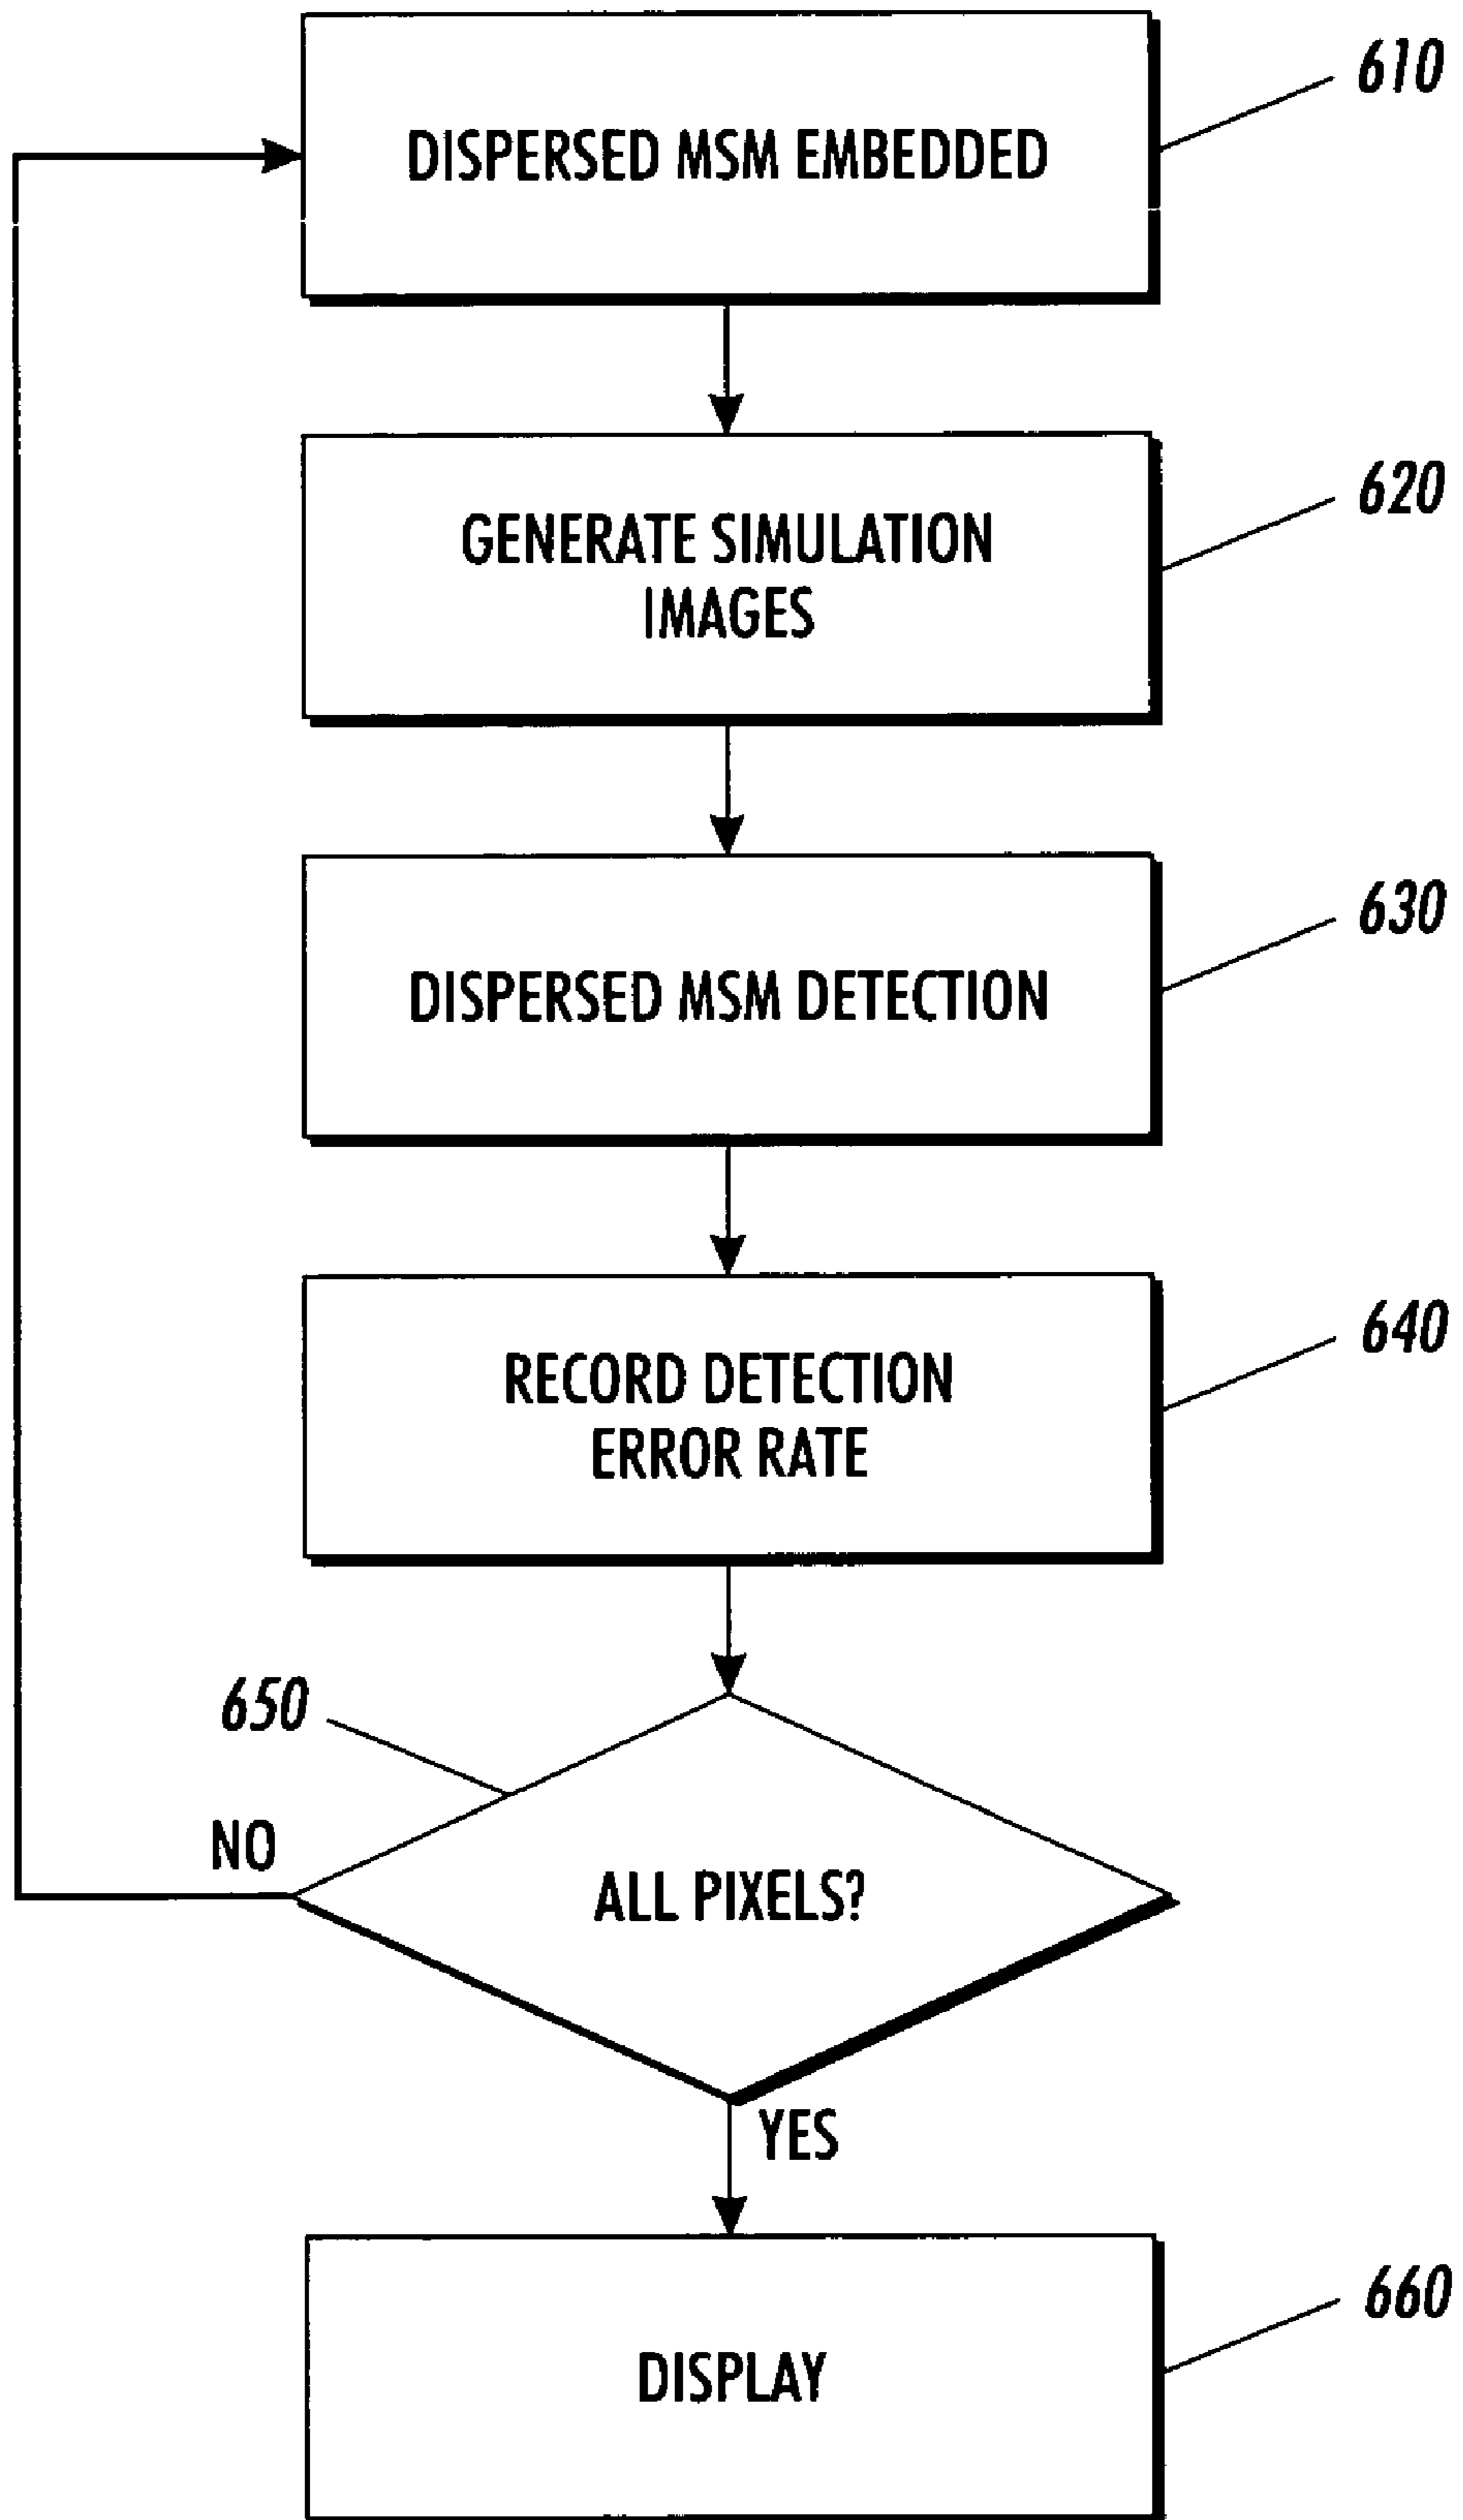 610
DISPERSED MSM EMBEDDED
620
GENERATE SIMULATION
IMAGES
630
DISPERSED MSM DETECTION
640
RECORD DETECTION
ERROR RATE
650
NO
ALL PIXELS?
YES
660
DISPLAY